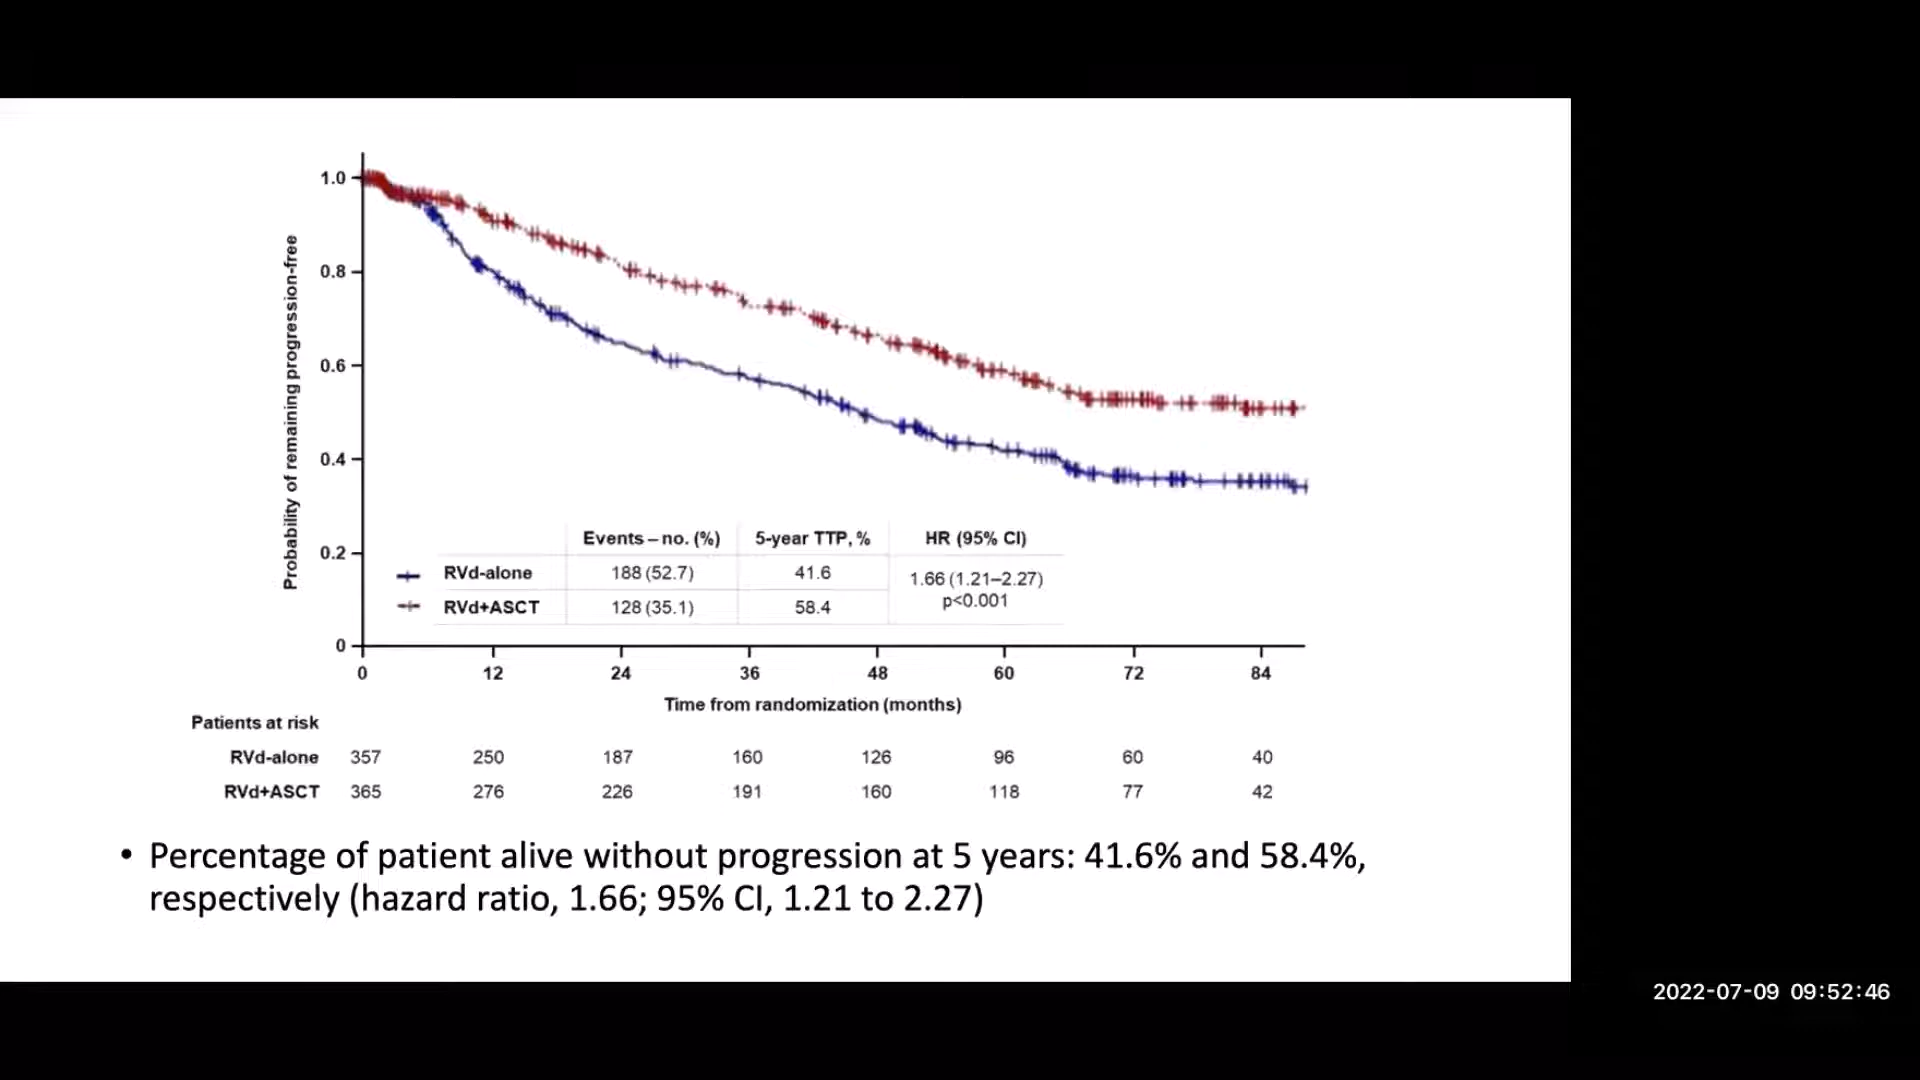 Probability of remaining progression-free
1.0
0.8
0.6
0.4
0.2
0
Events – no. (%) 5-year TTP, % HR (95% CI)
RVd-alone 188 (52.7) 41.6 1.66 (1.21–2.27)
p<0.001
RVd+ASCT 128 (35.1) 58.4
0 12 24 36 48 60 72 84
Time from randomization (months)
Patients at risk
RVd-alone 357 250 187 160 126 96 60 40
RVd+ASCT 365 276 226 191 160 118 77 42
• Percentage of patient alive without progression at 5 years: 41.6% and 58.4%,
respectively (hazard ratio, 1.66; 95% CI, 1.21 to 2.27)
2022-07-09 09:52:46